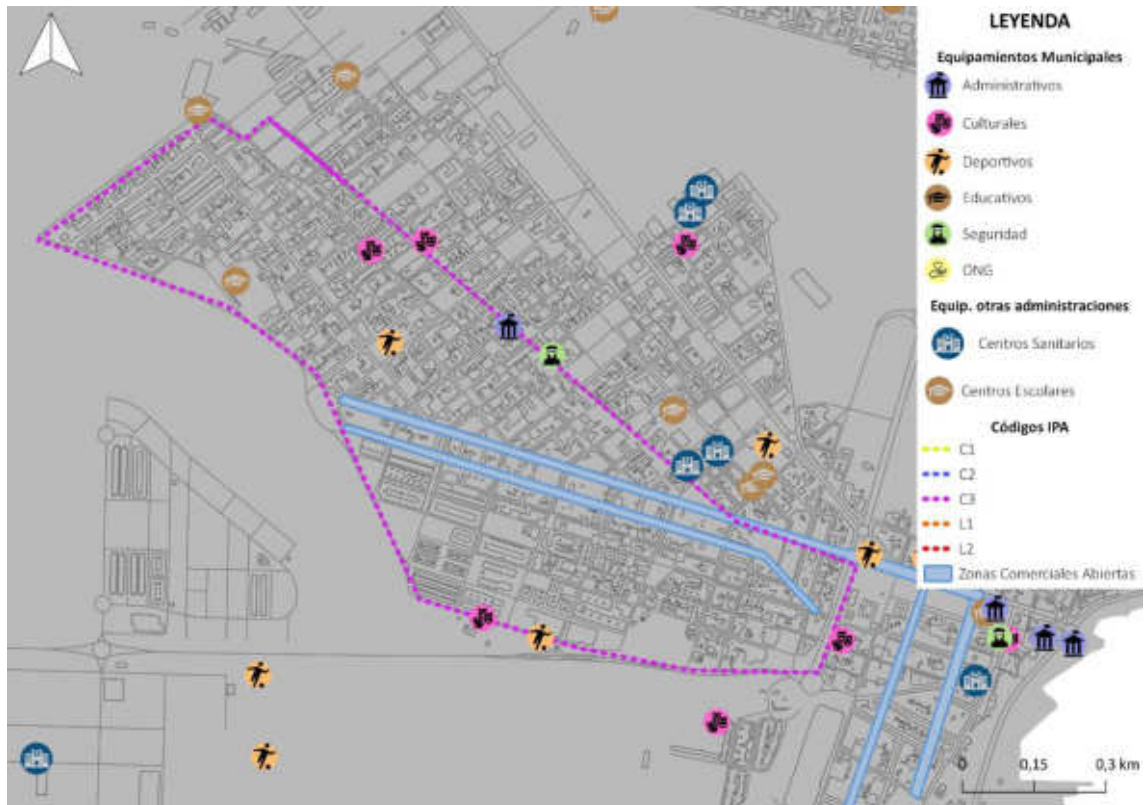 LEYENDA
Equipamientos Municipales
Administrativos
Culturales
Deportivos
Educativos
Seguridad
ONG
Equip. otras administraciones
Centros Sanitarios
Centros Escolares
Códigos IPA
C1
C2
C3
L1
L2
Zonas Comerciales Abiertas
0 0,15 0,3 km